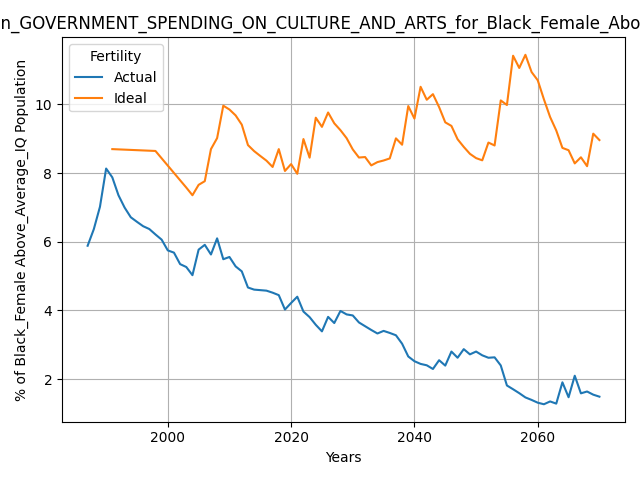 n_GOVERNMENT_SPENDING_ON_CULTURE_AND_ARTS_for_Black_Female_Abo
Fertility
Actual
Ideal
% of Black_Female Above_Average_IQ Population
10
8
6
4
2
2000 2020 2040 2060
Years